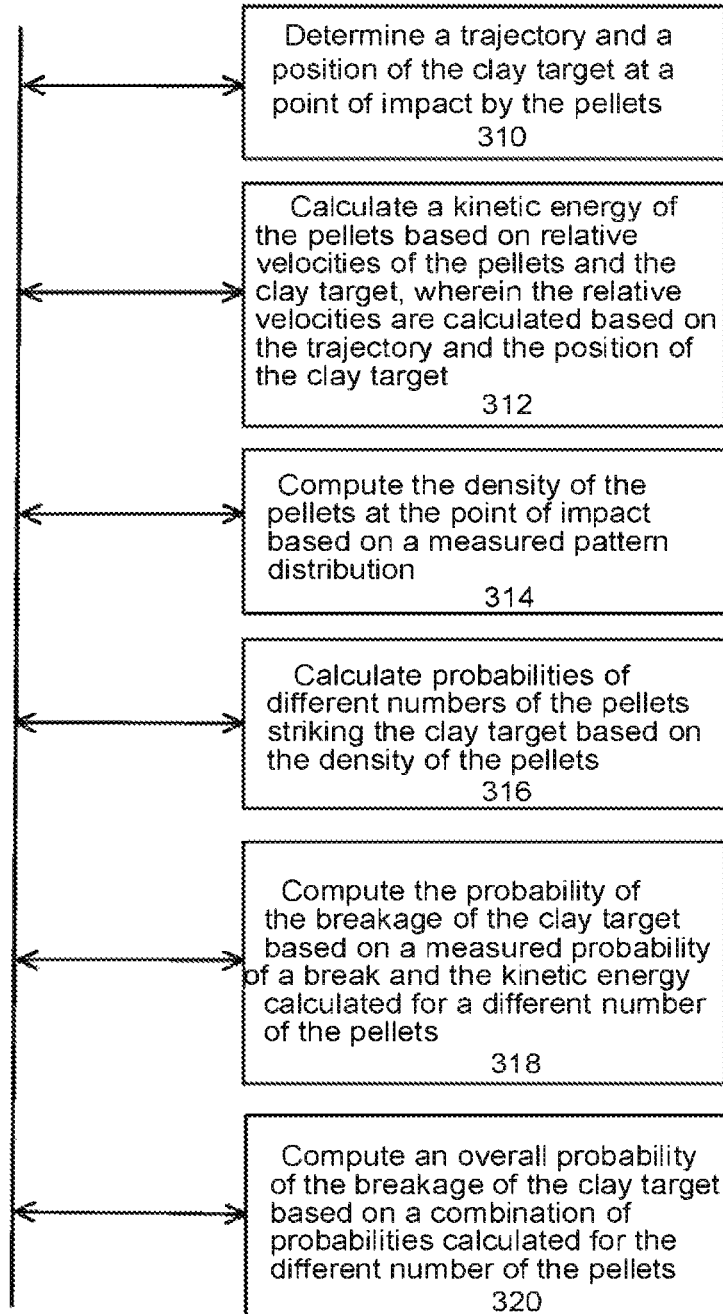 Determine a trajectory and a
position of the clay target at a
point of impact by the pellets
310
Calculate a kinetic energy of
the pellets based on relative
velocities of the pellets and the
clay target, wherein the relative
velocities are calculated based on
the trajectory and the position of
the clay target
312
Compute the density of the
pellets at the point of impact
based on a measured pattern
distribution
314
Calculate probabilities of
different numbers of the pellets
striking the clay target based on
the density of the pellets
316
Compute the probability of
the breakage of the clay target
based on a measured probability
of a break and the kinetic energy
calculated for a different number
of the pellets
318
Compute an overall probability
of the breakage of the clay target
based on a combination of
probabilities calculated for the
different number of the pellets
320